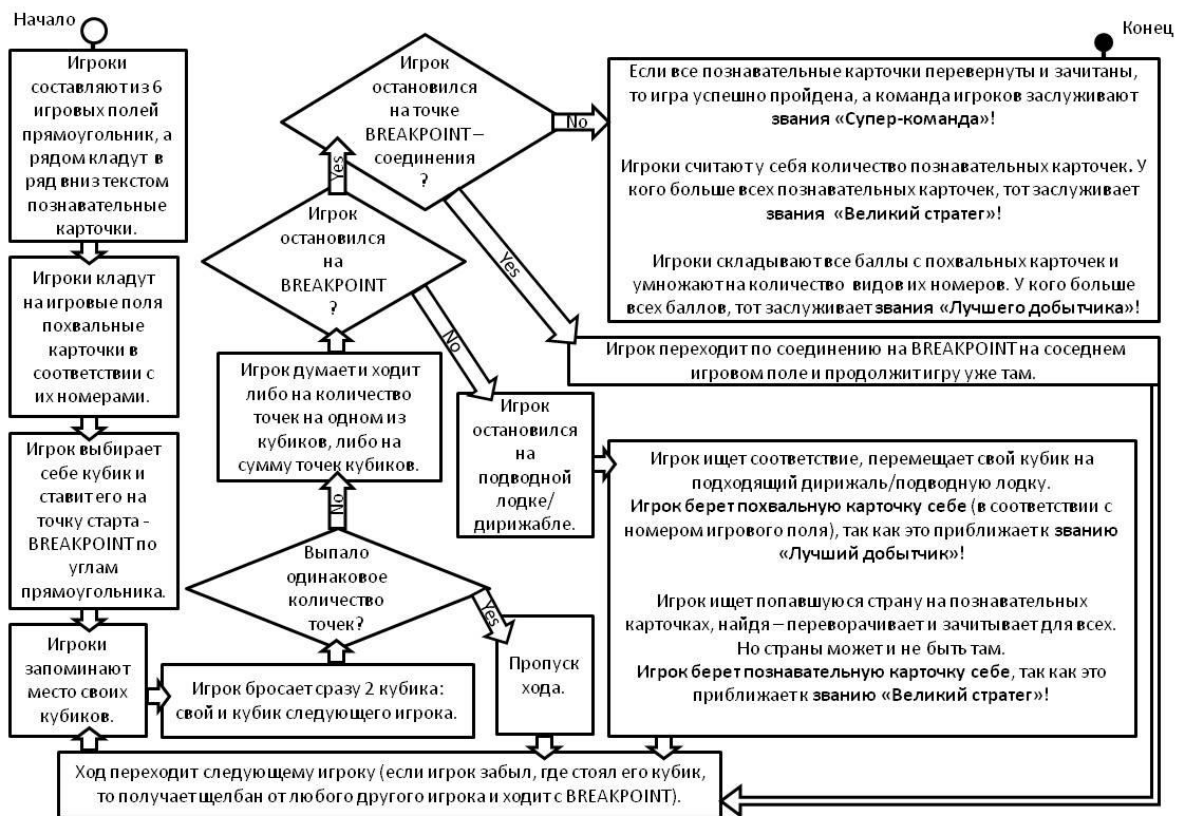 Начало
Игроки
составляют из 6
игровых полей
прямоугольник, а
рядом кладут в
ряд вниз текстом
познавательные
карточки.
Игроки кладут
на игровые поля
похвальные
карточки в
соответствии с
их номерами.
Игрок выбирает
себе кубик и
ставит его на
точку старта -
BREAKPOINT по
углам
прямоугольника.
Игроки
запоминают
место своих
кубиков.
Игрок бросает сразу 2 кубика:
свой и кубик следующего игрока.
Выпало
одинаковое
количество
точек?
No
Yes
Пропуск
хода.
Игрок думает и ходит
либо на количество
точек на одном из
кубиков, либо на
сумму точек кубиков.
Игрок
остановился
на
BREAKPOINT
?
Yes
No
Игрок
остановился
на
подводной
лодке/
дирижабле.
Игрок
остановился
на точке
BREAKPOINT –
соединения
?
No
Yes
Конец
Если все познавательные карточки перевернуты и зачитаны,
то игра успешно пройдена, а команда игроков заслуживают
звания «Супер-команда»!
Игроки считают у себя количество познавательных карточек. У
кого больше всех познавательных карточек, тот заслуживает
звания «Великий стратег»!
Игроки складывают все баллы с похвальных карточек и
умножают на количество видов их номеров. У кого больше
всех баллов, тот заслуживает звания «Лучшего добытчика»!
Игрок переходит по соединению на BREAKPOINT на соседнем
игровом поле и продолжит игру уже там.
Игрок ищет соответствие, перемещает свой кубик на
подходящий дирижаль/подводную лодку.
Игрок берет похвальную карточку себе (в соответствии с
номером игрового поля), так как это приближает к званию
«Лучший добытчик»!
Игрок ищет попавшуюся страну на познавательных
карточках, найдя – переворачивает и зачитывает для всех.
Но страны может и не быть там.
Игрок берет познавательную карточку себе, так как это
приближает к званию «Великий стратег»!
Ход переходит следующему игроку (если игрок забыл, где стоял его кубик,
то получает щелбан от любого другого игрока и ходит с BREAKPOINT).